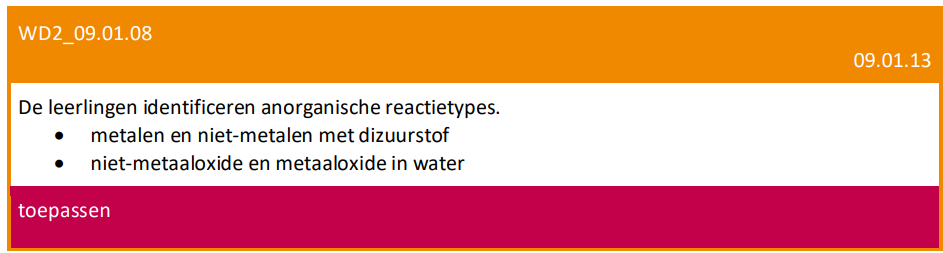 WD2_09.01.08
09.01.13
De leerlingen identificeren anorganische reactietypes.
• metalen en niet-metalen met dizuurstof
• niet-metaaloxide en metaaloxide in water
toepassen